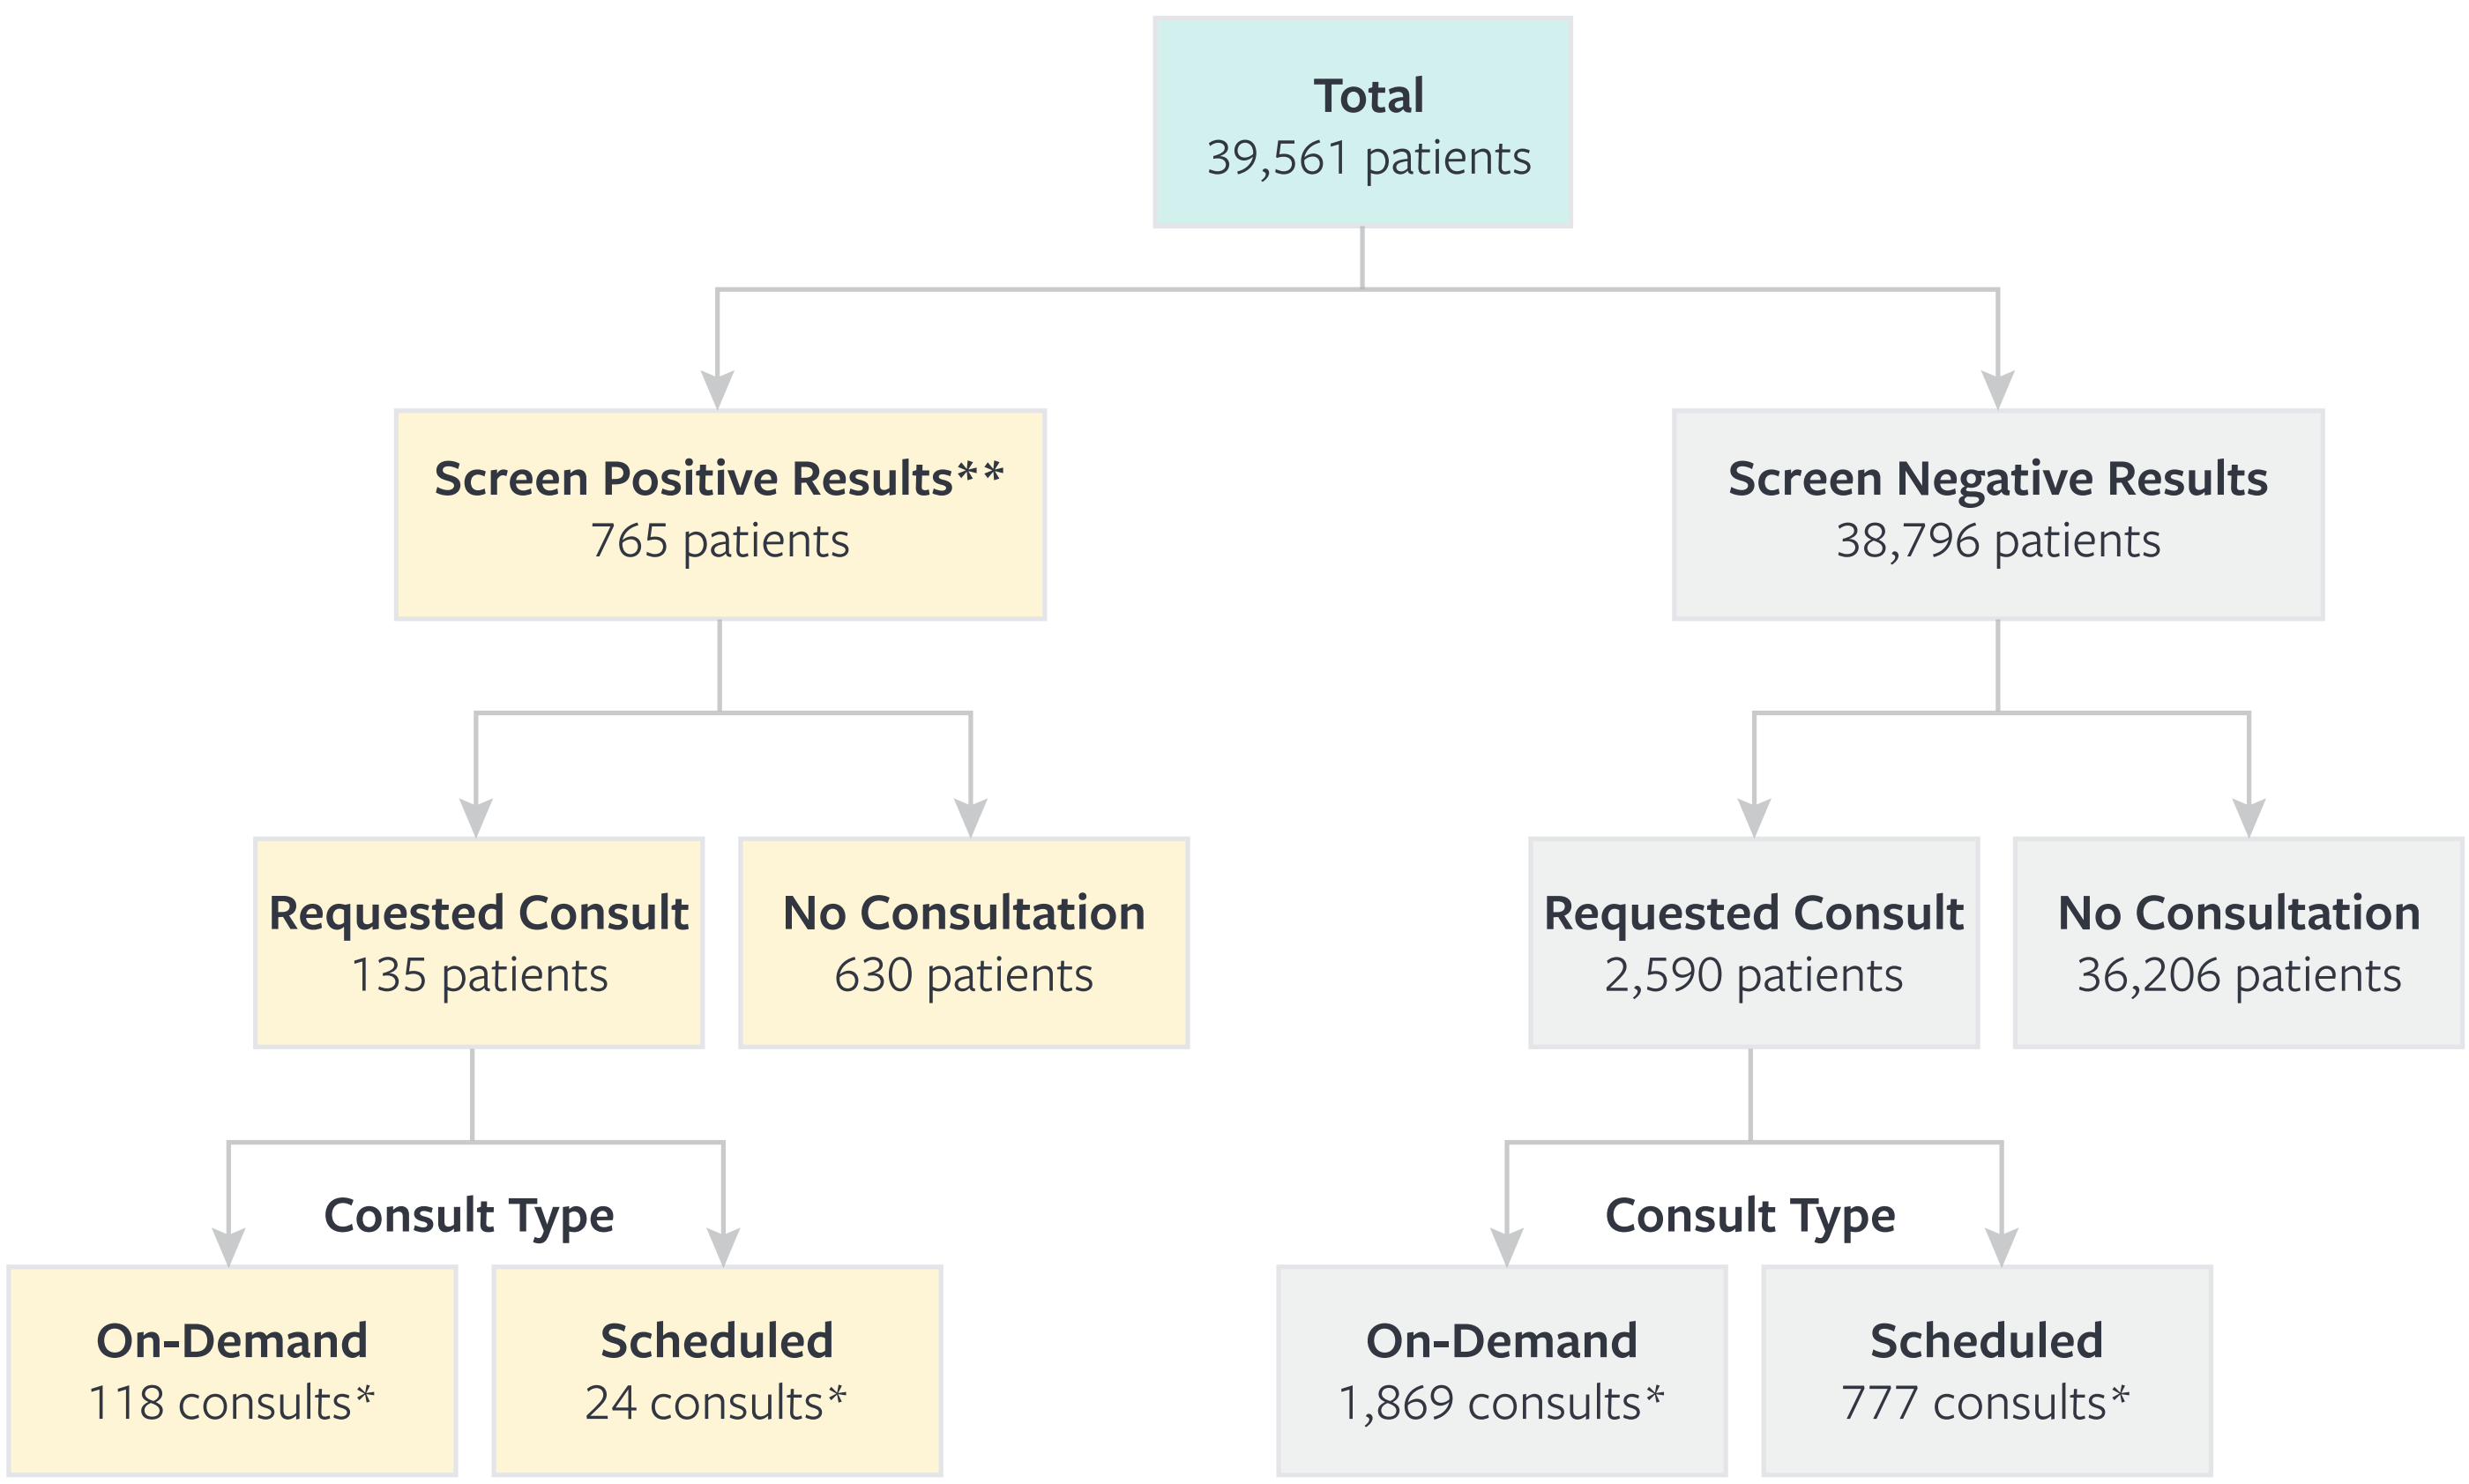 Total
39,561 patients
Screen Positive Results**
765 patients
Screen Negative Results
38,796 patients
Requested Consult
135 patients
No Consultation
630 patients
Requested Consult
2,590 patients
No Consultation
36,206 patients
Consult Type
On-Demand
118 consults*
Scheduled
24 consults*
Consult Type
On-Demand
1,869 consults*
Scheduled
777 consults*